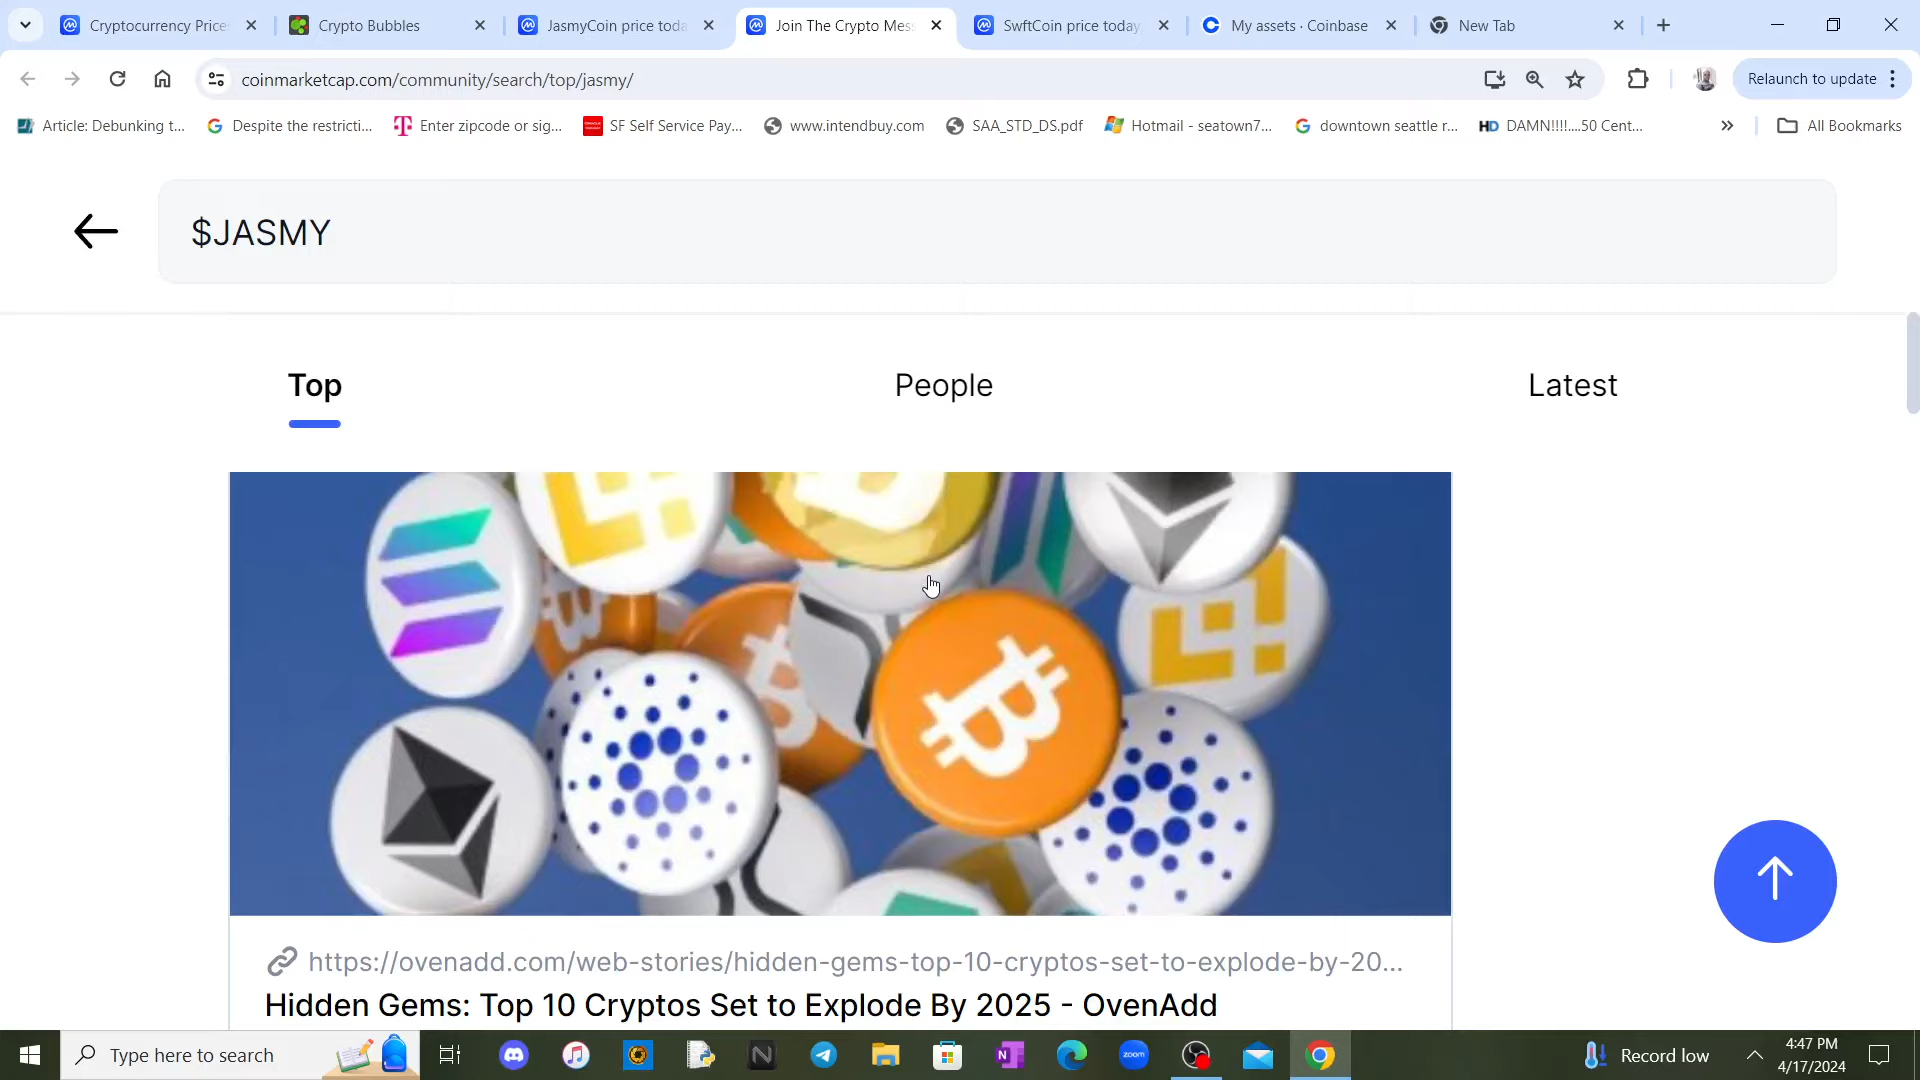 Cryptocurrency Price
Crypto Bubbles
JasmyCoin price toda
Join The Crypto Mess
SwftCoin price today
My assets · Coinbase
New Tab
coinmarketcap.com/community/search/top/jasmy/
Relaunch to update
Article: Debunking t...
Despite the restricti...
Enter zipcode or sig...
SF Self Service Pay...
www.intendbuy.com
SAA_STD_DS.pdf
Hotmail - seatown7...
downtown seattle r...
HD DAMN!!!!....50 Cent...
All Bookmarks
$JASMY
Top
People
Latest
https://ovenadd.com/web-stories/hidden-gems-top-10-cryptos-set-to-explode-by-20...
Hidden Gems: Top 10 Cryptos Set to Explode By 2025 - OvenAdd
Type here to search
zoom
Record low
4:47 PM
4/17/2024